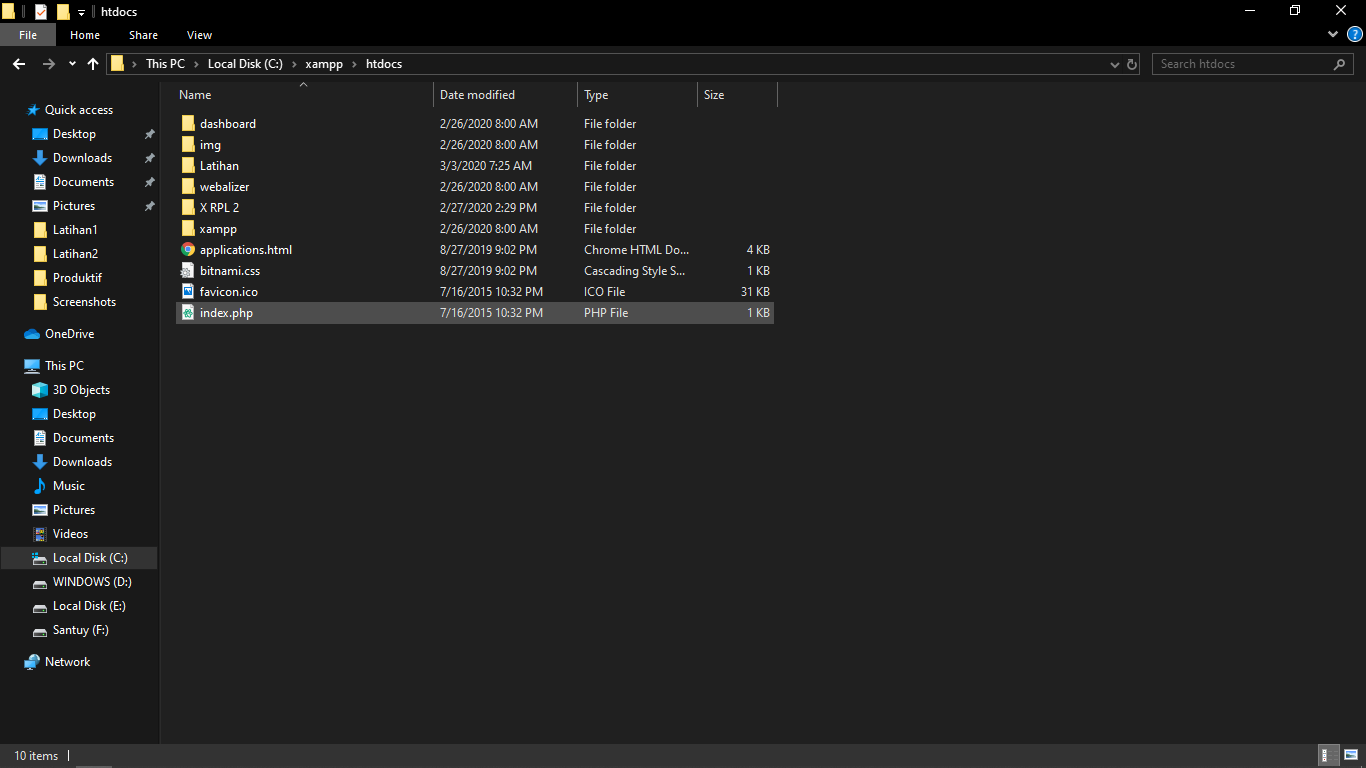 htdocs
File Home Share View
This PC Local Disk (C:) xampp htdocs Search htdocs
Name Date modified Type Size
Quick access
Desktop
Downloads
Documents
Pictures
Latihan1
Latihan2
Produktif
Screenshots
OneDrive
This PC
3D Objects
Desktop
Documents
Downloads
Music
Pictures
Videos
Local Disk (C:)
WINDOWS (D:)
Local Disk (E:)
Santuy (F:)
Network
dashboard 2/26/2020 8:00 AM File folder
img 2/26/2020 8:00 AM File folder
Latihan 3/3/2020 7:25 AM File folder
webalizer 2/26/2020 8:00 AM File folder
X RPL 2 2/27/2020 2:29 PM File folder
xampp 2/26/2020 8:00 AM File folder
applications.html 8/27/2019 9:02 PM Chrome HTML Do... 4 KB
bitnami.css 8/27/2019 9:02 PM Cascading Style S... 1 KB
favicon.ico 7/16/2015 10:32 PM ICO File 31 KB
index.php 7/16/2015 10:32 PM PHP File 1 KB
10 items